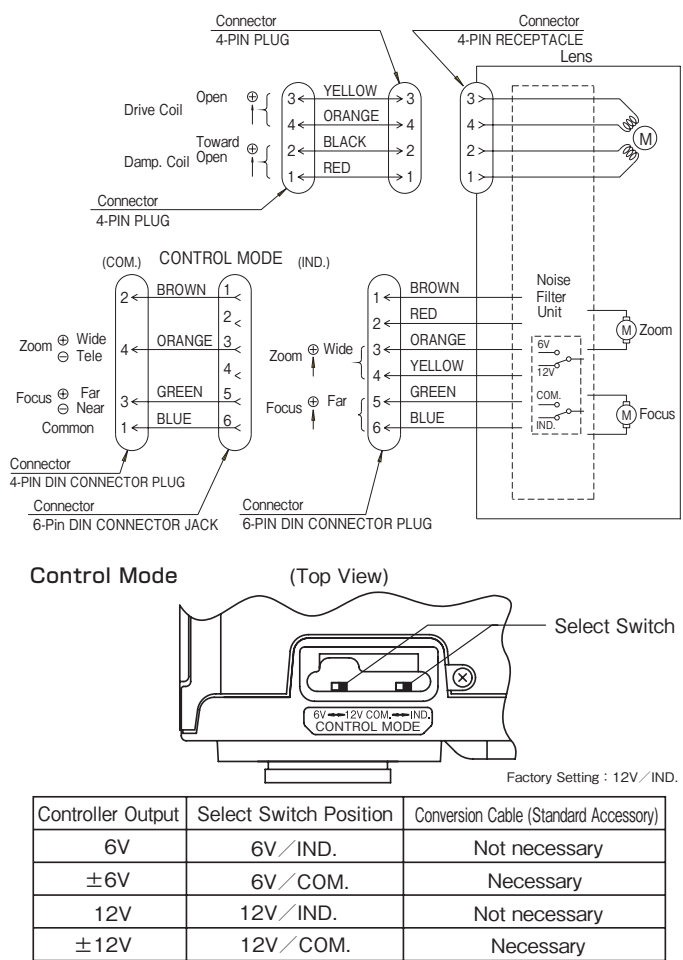 Connector
4-PIN PLUG
Connector
4-PIN RECEPTACLE
Lens
Drive Coil
Open ⊕
3 YELLOW 3
4 ORANGE 4
Damp. Coil
Toward ⊕
Open
2 BLACK 2
1 RED 1
3
4
2
1
M
Connector
4-PIN PLUG
(COM.) CONTROL MODE (IND.)
2 BROWN 1
2
Zoom ⊕ Wide
⊖ Tele
4 ORANGE 3
4
Focus ⊕ Far
⊖ Near
3 GREEN 5
Common
1 BLUE 6
Connector
4-PIN DIN CONNECTOR PLUG
Connector
6-Pin DIN CONNECTOR JACK
1 BROWN
2 RED
Zoom ⊕ Wide
3 ORANGE
4 YELLOW
Focus ⊕ Far
5 GREEN
6 BLUE
Connector
6-PIN DIN CONNECTOR PLUG
Noise
Filter
Unit
6V
12V
COM.
IND.
M Zoom
M Focus
Control Mode (Top View)
Select Switch
6V↔12V COM.↔IND.
CONTROL MODE
Factory Setting : 12V/IND.
Controller Output Select Switch Position Conversion Cable (Standard Accessory)
6V 6V/IND. Not necessary
±6V 6V/COM. Necessary
12V 12V/IND. Not necessary
±12V 12V/COM. Necessary